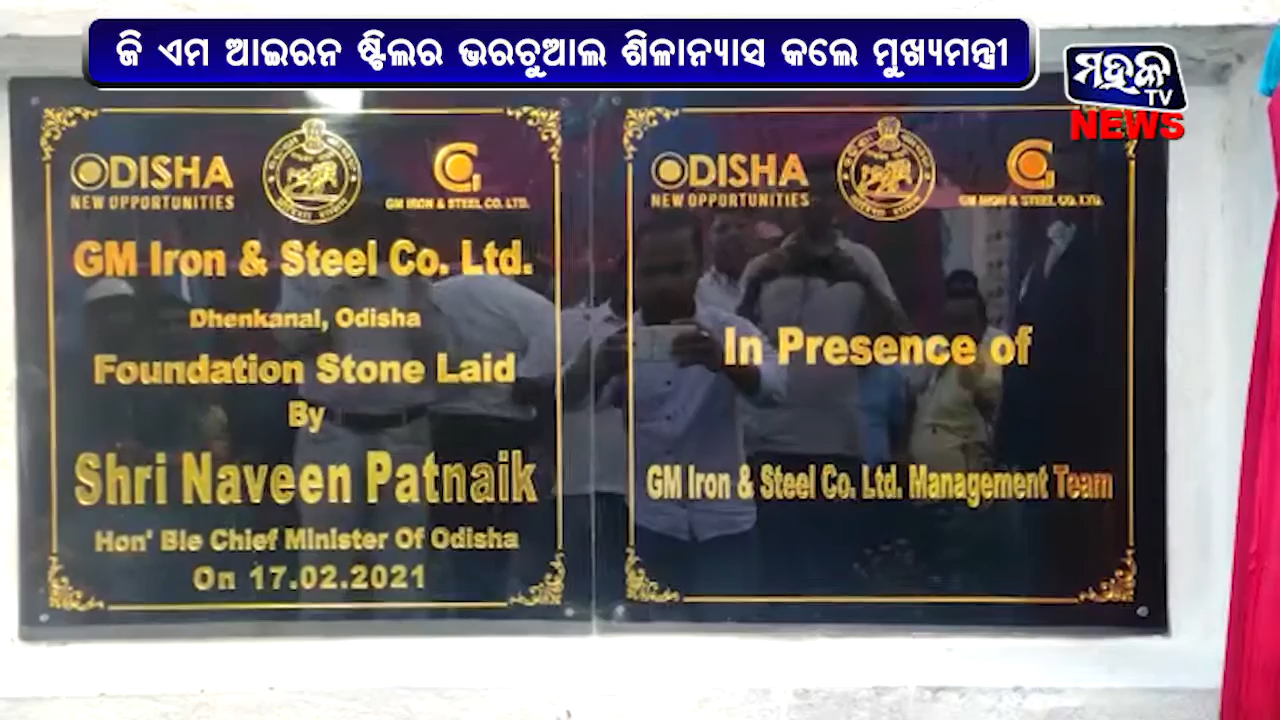 ଜି ଏମ ଆଇରନ ଷ୍ଟିଲର ଭରଚୁଆଲ ଶିଳାନ୍ୟାସ କଲେ ମୁଖ୍ୟମନ୍ତ୍ରୀ
ମହକ
TV
NEWS
ODISHA
NEW OPPORTUNITIES
GM IRON & STEEL CO. LTD.
GM Iron & Steel Co. Ltd.
Dhenkanal, Odisha
Foundation Stone Laid
By
Shri Naveen Patnaik
Hon' Ble Chief Minister Of Odisha
On 17.02.2021
ODISHA
NEW OPPORTUNITIES
GM IRON & STEEL CO. LTD.
In Presence of
GM Iron & Steel Co. Ltd. Management Team